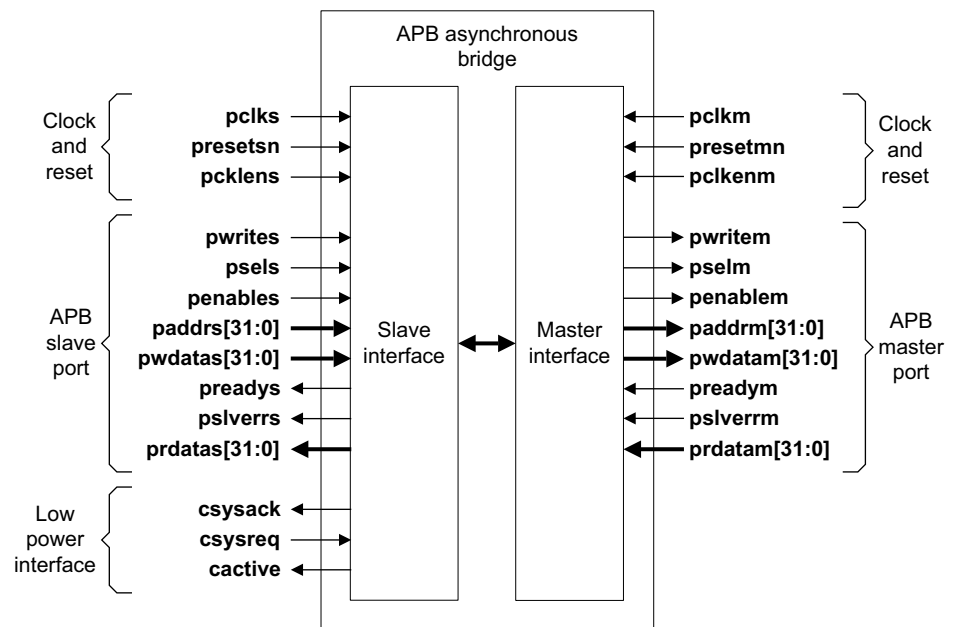 APB asynchronous
bridge
Clock
and
reset
pclks
presetsn
pcklens
APB
slave
port
pwrites
psels
penables
paddrs[31:0]
pwdatas[31:0]
preadys
pslverrs
prdatas[31:0]
Low
power
interface
csysack
csysreq
cactive
Slave
interface
Master
interface
pclkm
presetmn
pclkenm
Clock
and
reset
pwritem
pselm
penablem
paddrm[31:0]
pwdatam[31:0]
preadym
pslverrm
prdatam[31:0]
APB
master
port